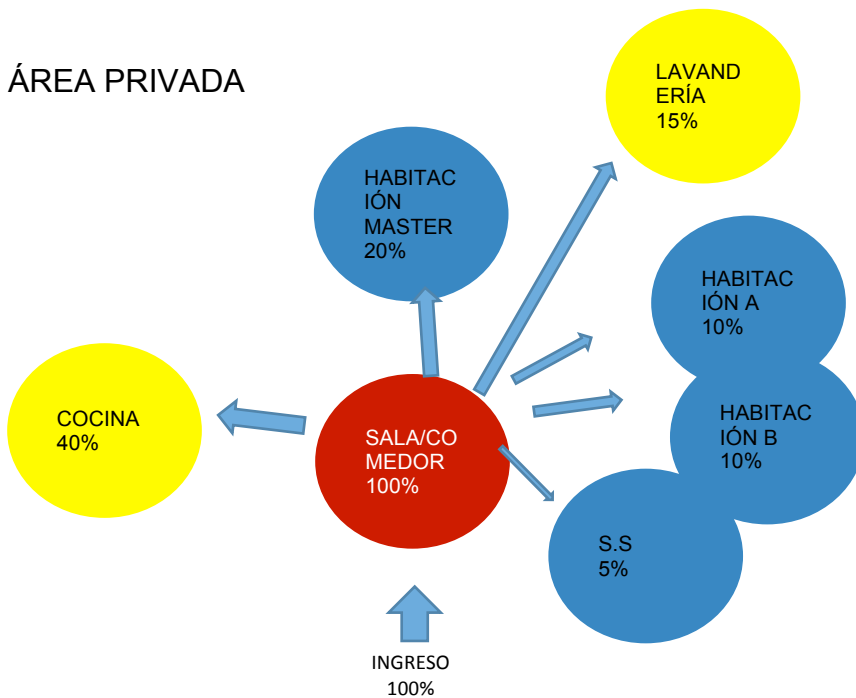 ÁREA PRIVADA
LAVAND
ERÍA
15%
HABITAC
IÓN
MASTER
20%
HABITAC
IÓN A
10%
COCINA
40%
SALA/CO
MEDOR
100%
HABITAC
IÓN B
10%
S.S
5%
INGRESO
100%